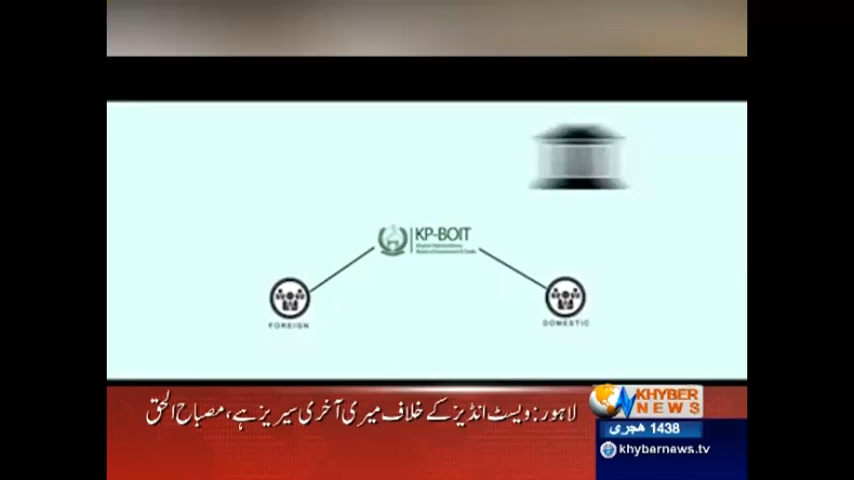 KP-BOIT
FOREIGN
DOMESTIC
لاہور: ویسٹ انڈیز کے خلاف میری آخری سیریز ہے، مصباح الحق
KHYBER
NEWS
1438 ھجری
khybarnews.tv